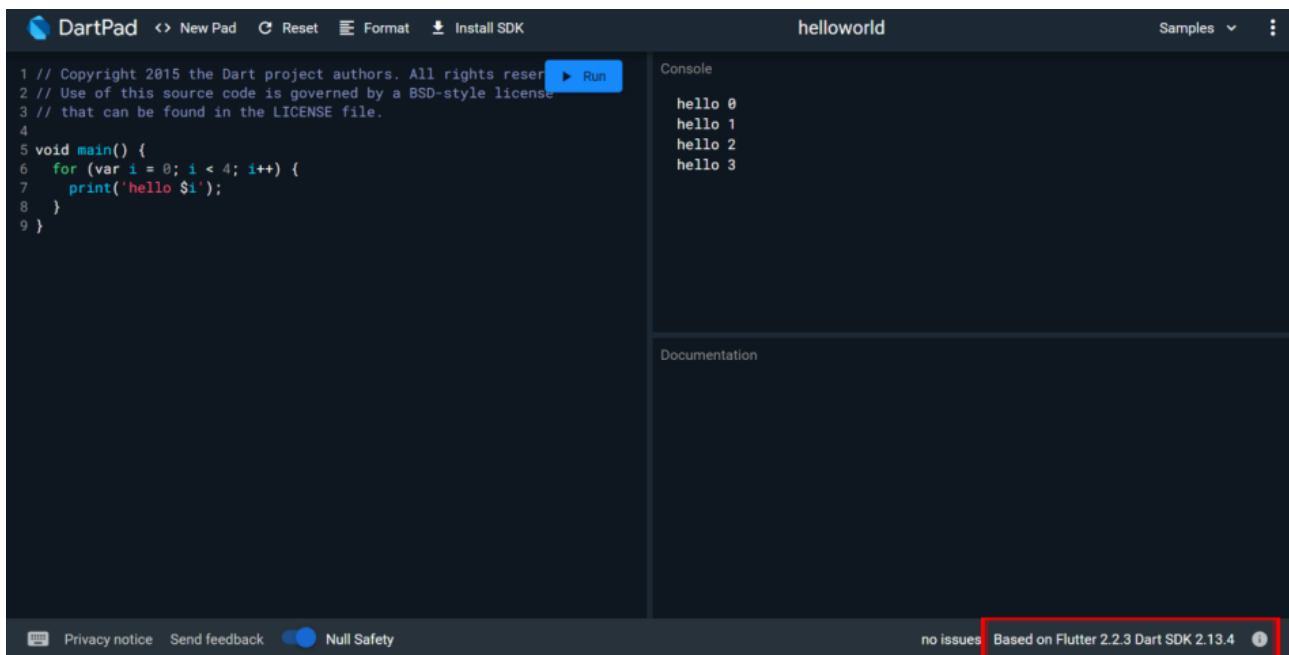 DartPad <> New Pad Reset Format Install SDK helloworld Samples
1 // Copyright 2015 the Dart project authors. All rights reser
2 // Use of this source code is governed by a BSD-style license
3 // that can be found in the LICENSE file.
4
5 void main() {
6   for (var i = 0; i < 4; i++) {
7     print('hello $i');
8   }
9 }
Run
Console
hello 0
hello 1
hello 2
hello 3
Documentation
Privacy notice Send feedback Null Safety no issues Based on Flutter 2.2.3 Dart SDK 2.13.4